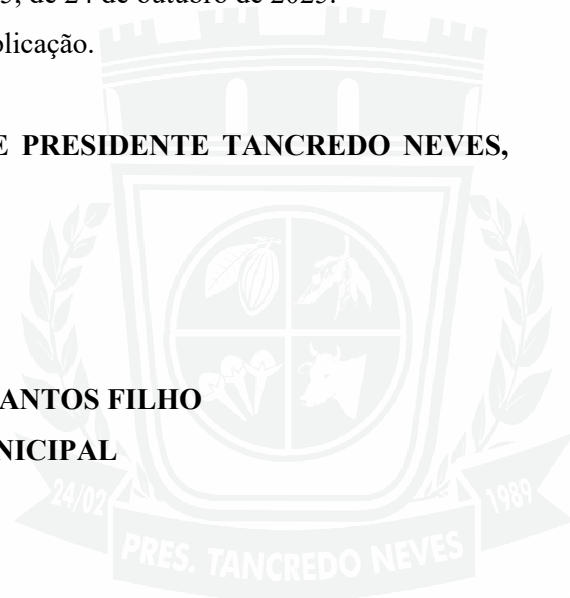 5, de 24 de outubro de 2025.
blicação.
E PRESIDENTE TANCREDO NEVES,
ANTOS FILHO
NICIPAL
24/02
1989
PRES. TANCREDO NEVES